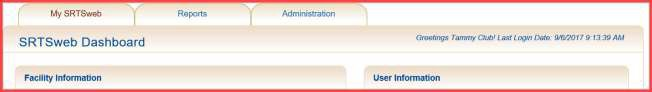 My SRTSweb Reports Administration
SRTSweb Dashboard Greetings Tammy Club! Last Login Date: 9/6/2017 9:13:39 AM
Facility Information User Information